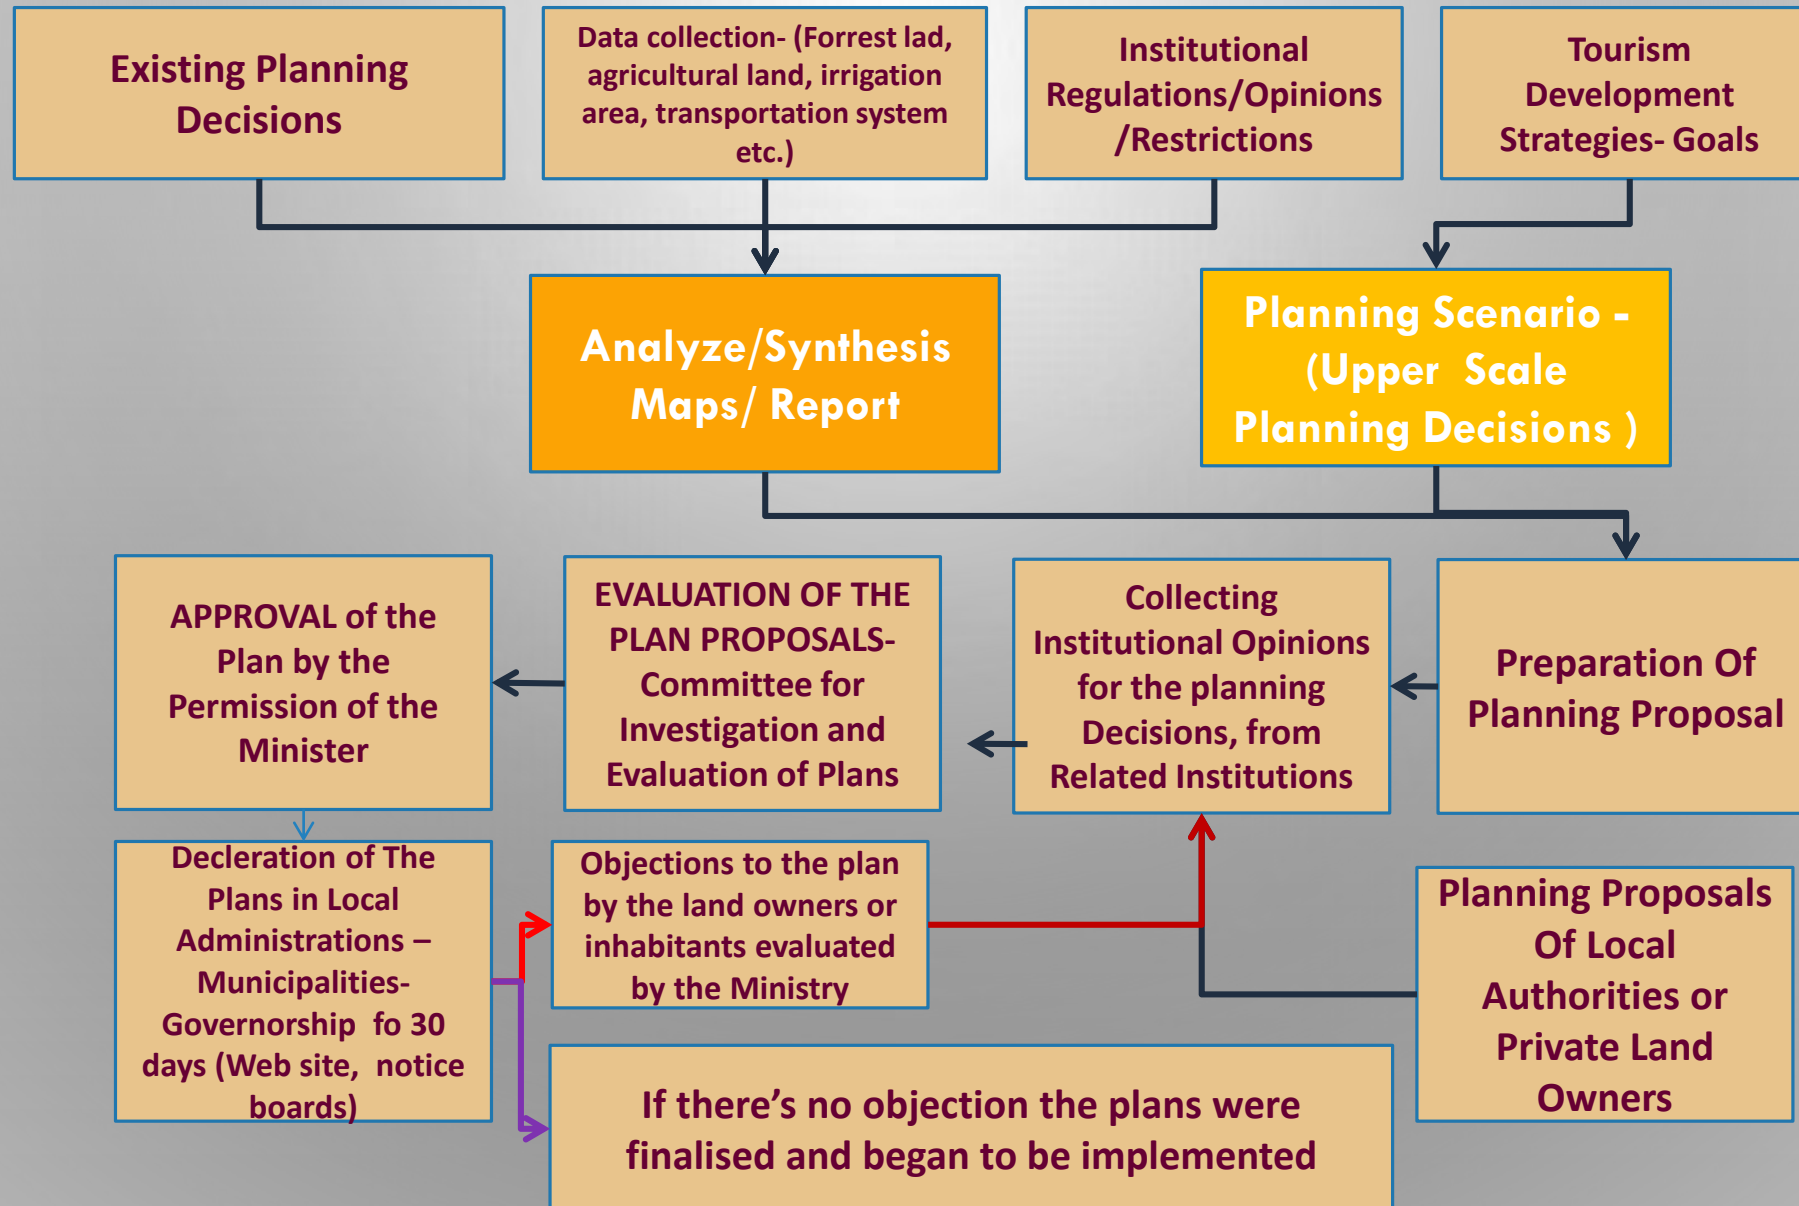 Existing Planning
Decisions
Data collection- (Forrest lad,
agricultural land, irrigation
area, transportation system
etc.)
Institutional
Regulations/Opinions
/Restrictions
Tourism
Development
Strategies- Goals
Analyze/Synthesis
Maps/ Report
Planning Scenario -
(Upper Scale
Planning Decisions )
APPROVAL of the
Plan by the
Permission of the
Minister
EVALUATION OF THE
PLAN PROPOSALS-
Committee for
Investigation and
Evaluation of Plans
Collecting
Institutional Opinions
for the planning
Decisions, from
Related Institutions
Preparation Of
Planning Proposal
Decleration of The
Plans in Local
Administrations –
Municipalities-
Governorship fo 30
days (Web site, notice
boards)
Objections to the plan
by the land owners or
inhabitants evaluated
by the Ministry
Planning Proposals
Of Local
Authorities or
Private Land
Owners
If there’s no objection the plans were
finalised and began to be implemented